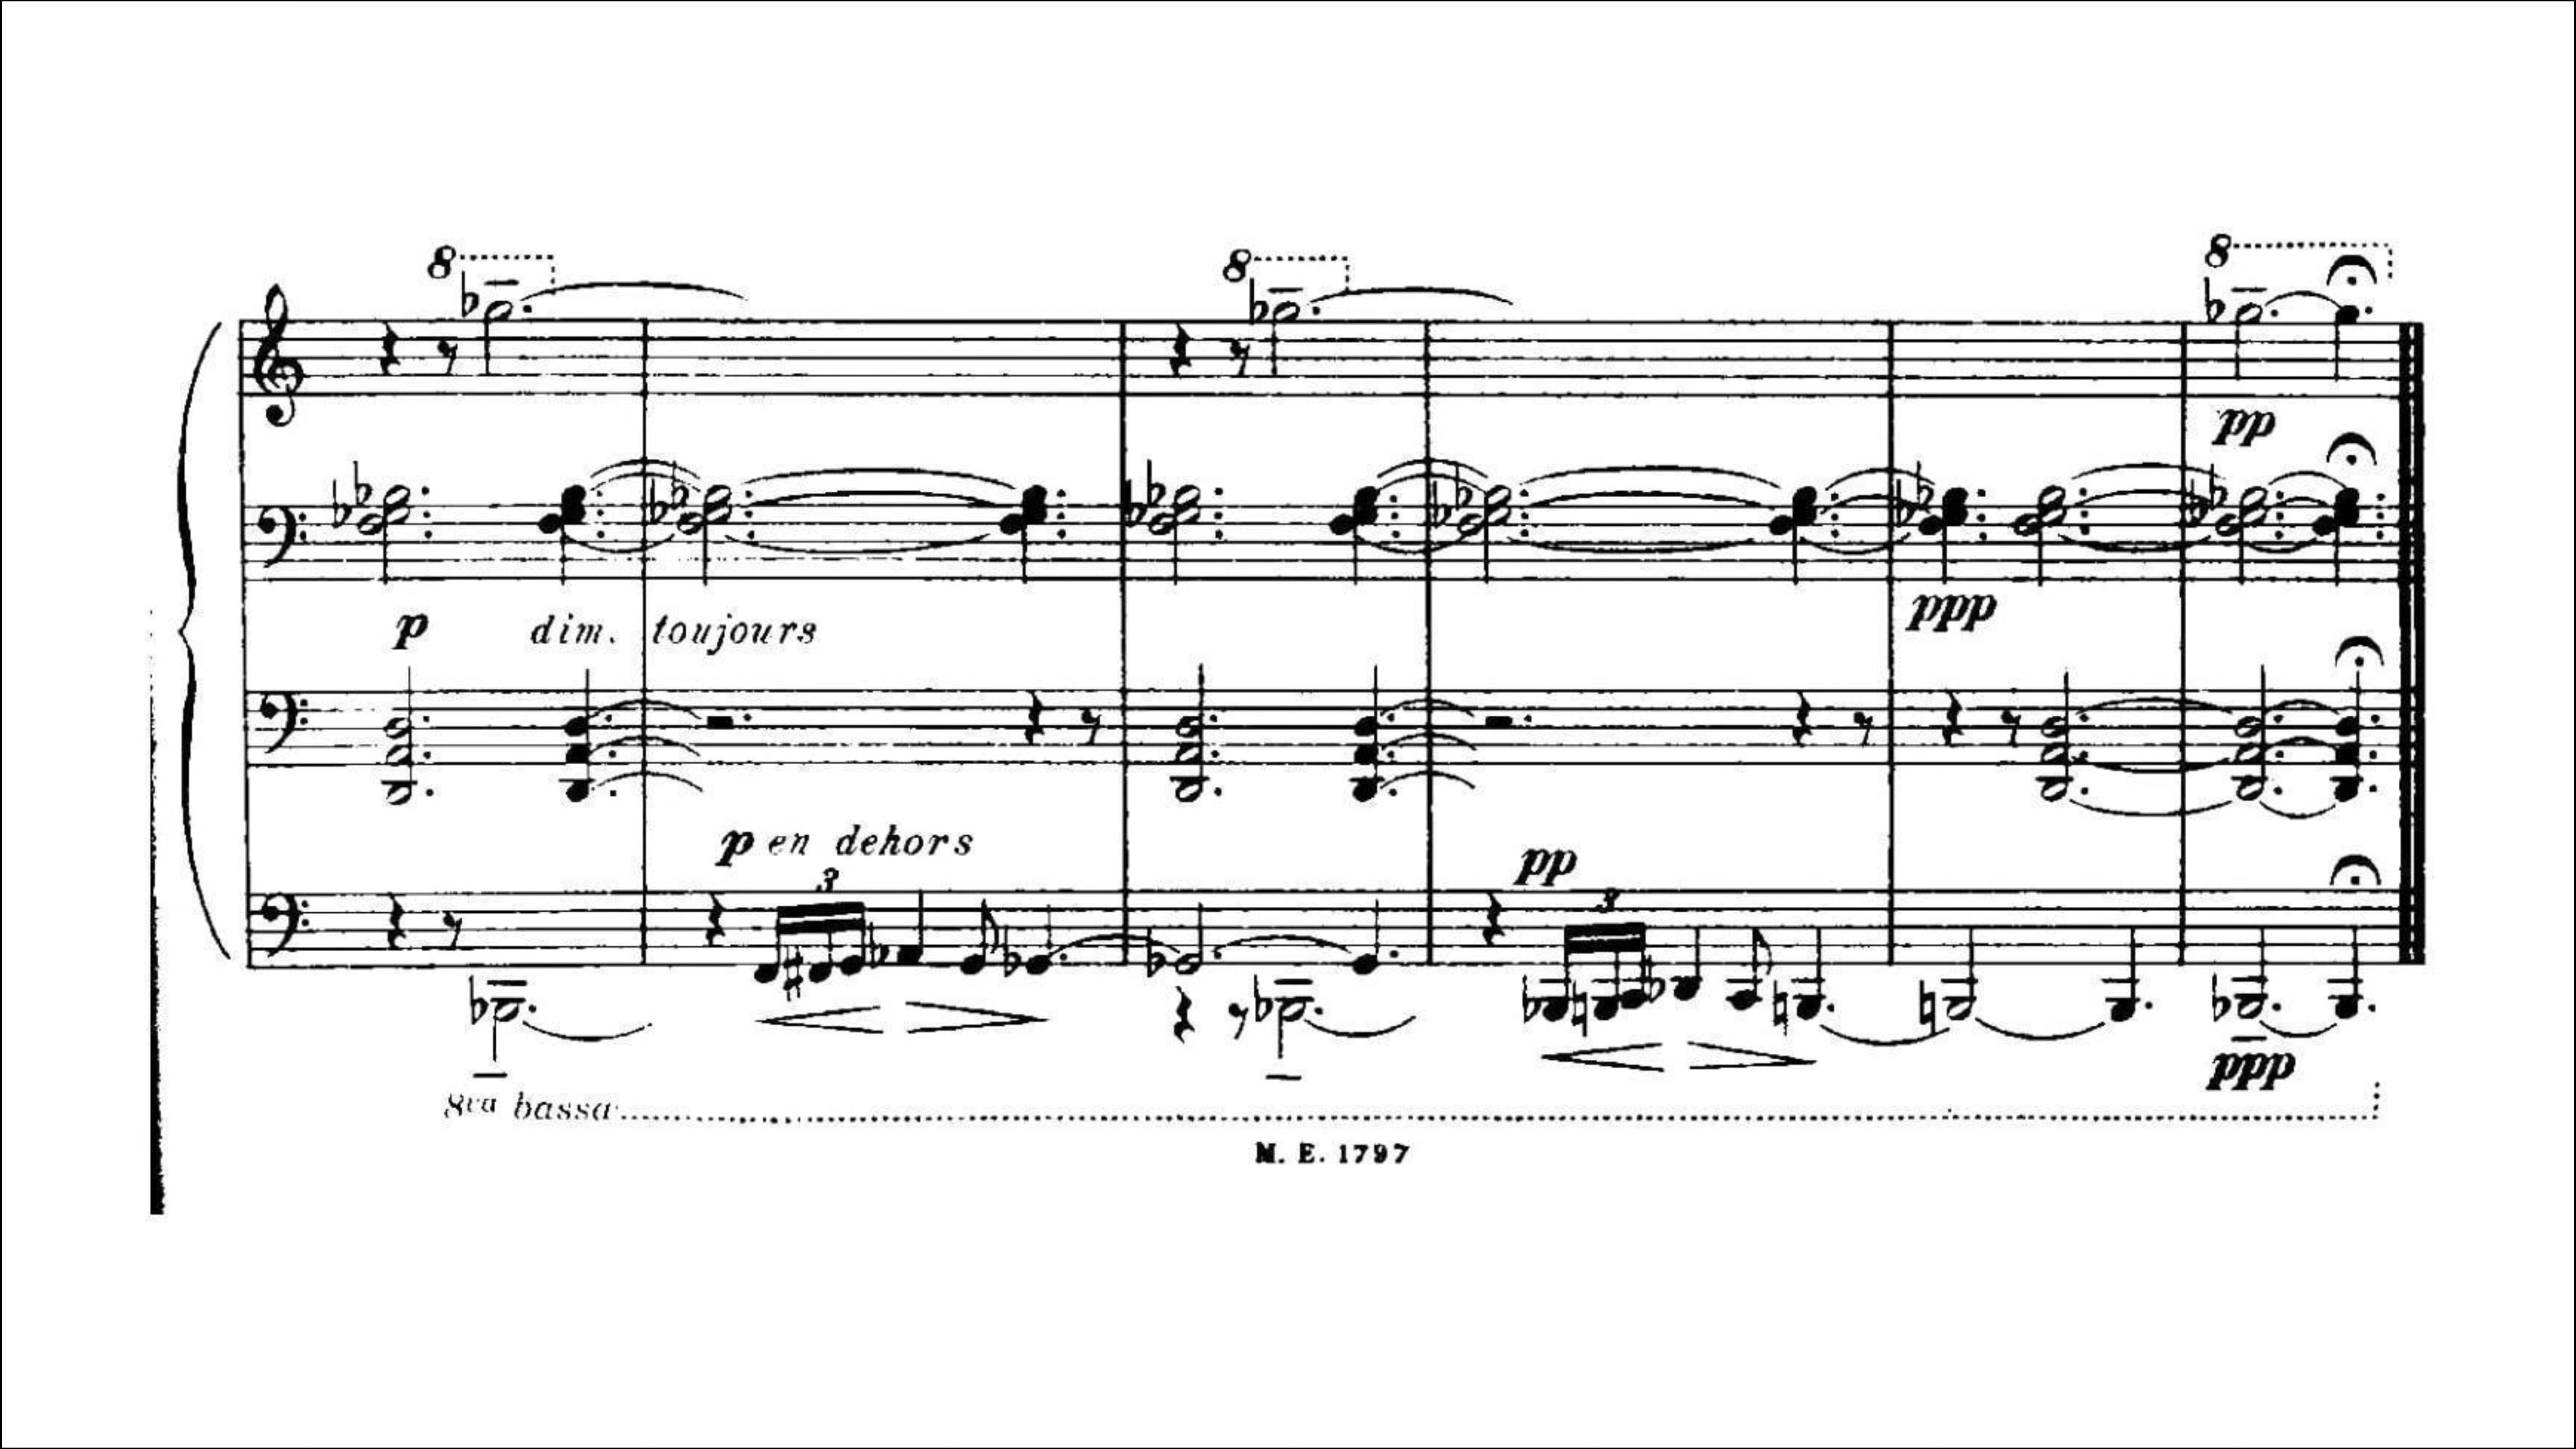 8 8 8
pp
p dim. toujours ppp
p en dehors pp
3 3
ppp
8va bassa
M. E. 1797